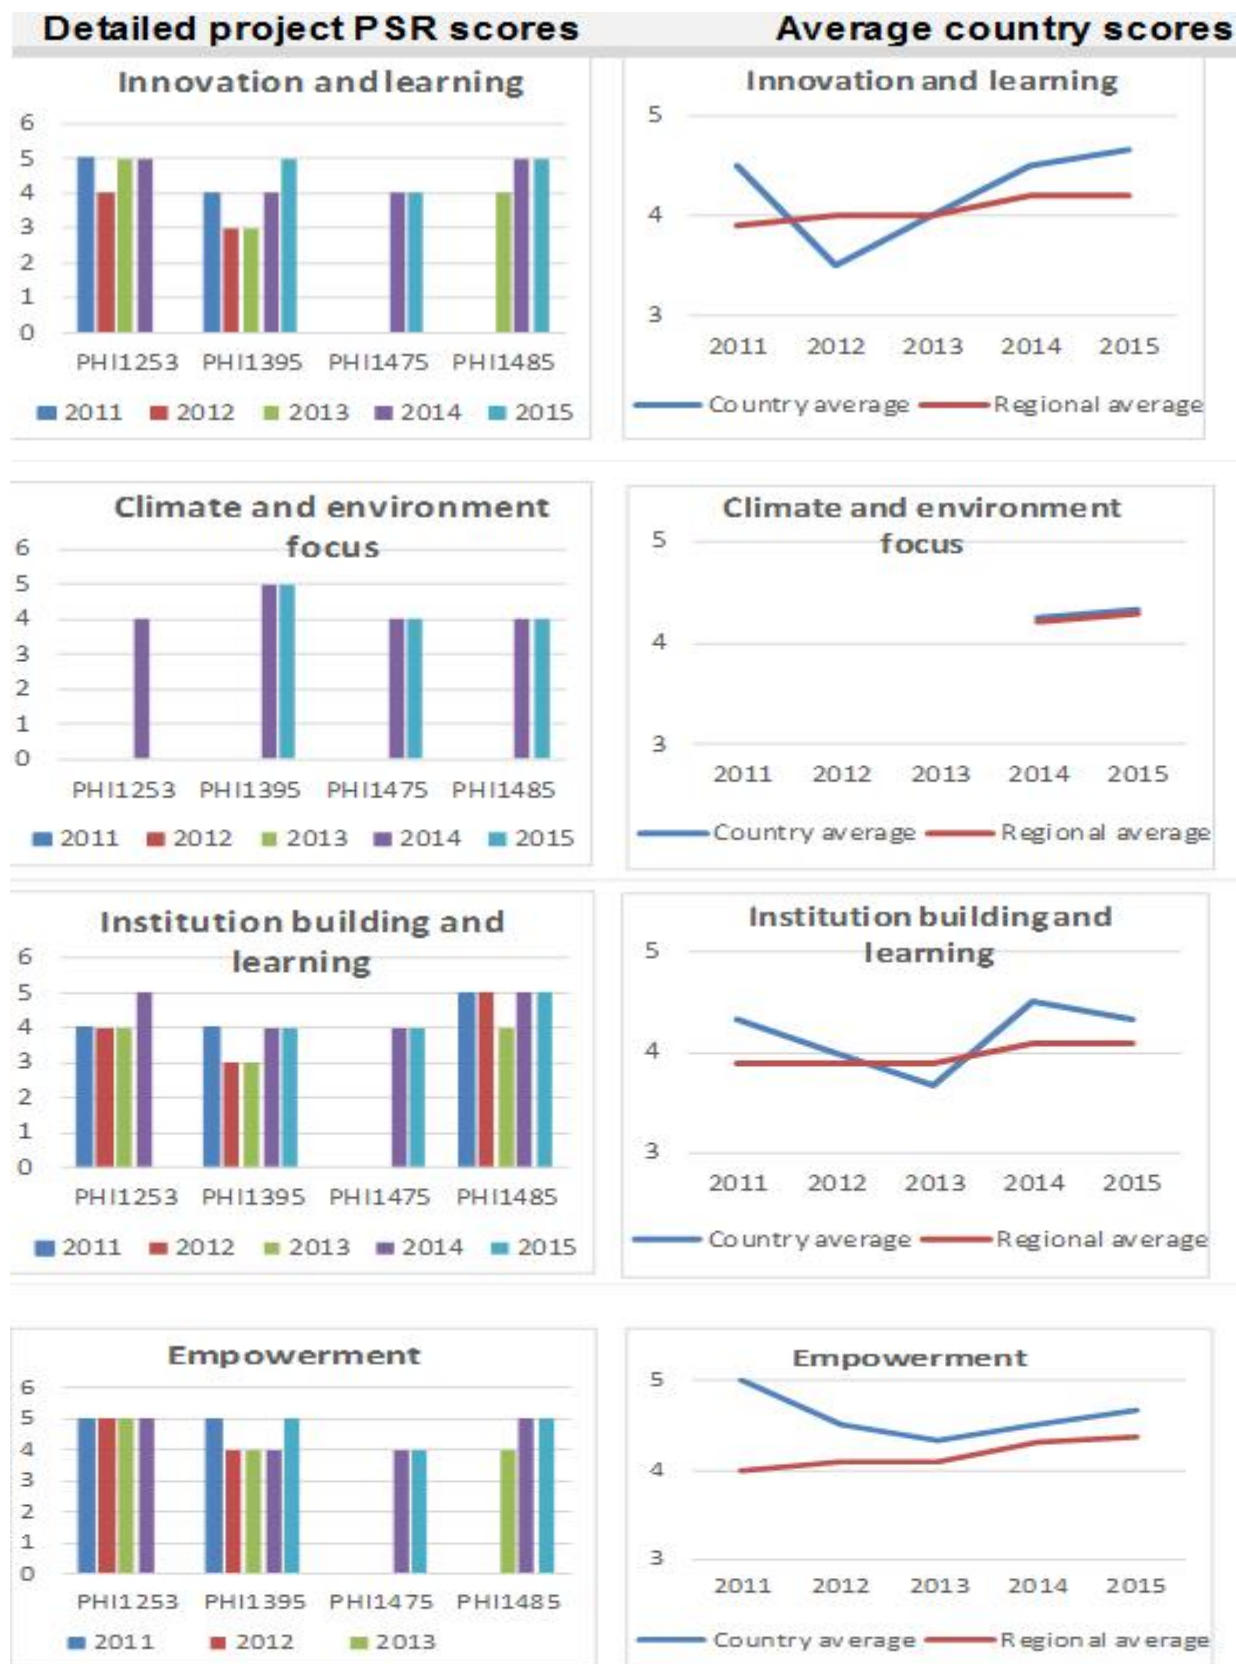 Detailed project PSR scores
Average country scores
Innovation and learning
6
5
4
3
2
1
0
PHI1253 PHI1395 PHI1475 PHI1485
2011 2012 2013 2014 2015
Innovation and learning
5
4
3
2011 2012 2013 2014 2015
Country average Regional average
Climate and environment
focus
6
5
4
3
2
1
0
PHI1253 PHI1395 PHI1475 PHI1485
2011 2012 2013 2014 2015
Climate and environment
focus
5
4
3
2011 2012 2013 2014 2015
Country average Regional average
Institution building and
learning
6
5
4
3
2
1
0
PHI1253 PHI1395 PHI1475 PHI1485
2011 2012 2013 2014 2015
Institution building and
learning
5
4
3
2011 2012 2013 2014 2015
Country average Regional average
Empowerment
6
5
4
3
2
1
0
PHI1253 PHI1395 PHI1475 PHI1485
2011 2012 2013
Empowerment
5
4
3
2011 2012 2013 2014 2015
Country average Regional average